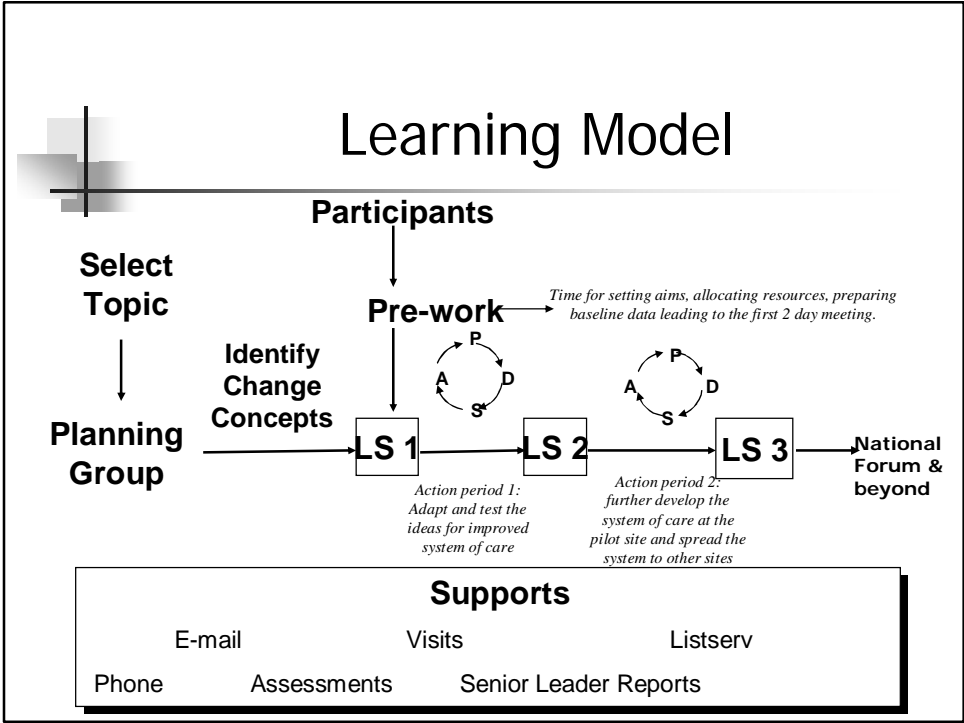 Learning Model
Participants
Select
Topic
Pre-work
Time for setting aims, allocating resources, preparing
baseline data leading to the first 2 day meeting.
Identify
Change
Concepts
P
A
D
S
P
A
D
S
Planning
Group
LS 1
LS 2
LS 3
National
Forum &
beyond
Action period 1:
Adapt and test the
ideas for improved
system of care
Action period 2:
further develop the
system of care at the
pilot site and spread the
system to other sites
Supports
E-mail Visits Listserv
Phone Assessments Senior Leader Reports